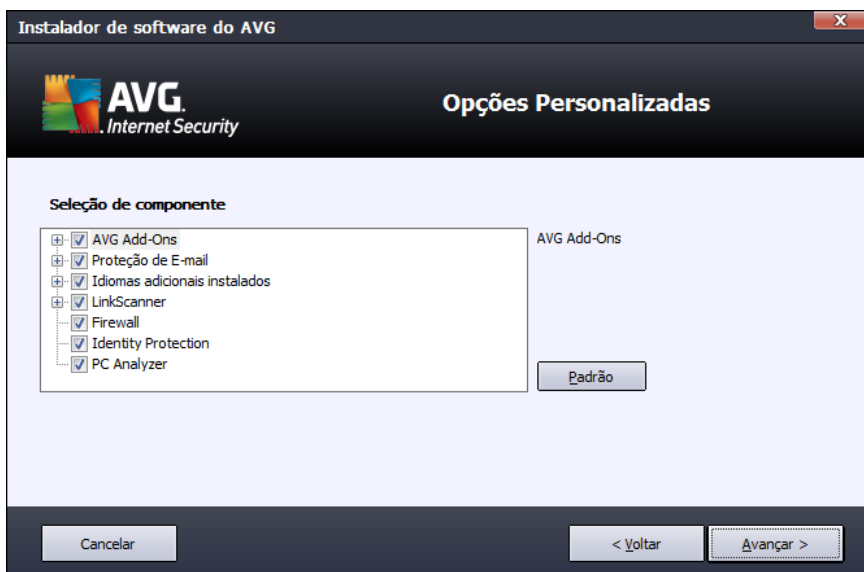 Instalador de software do AVG
AVG.
Internet Security
Opções Personalizadas
Seleção de componente
AVG Add-Ons
Proteção de E-mail
Idiomas adicionais instalados
LinkScanner
Firewall
Identity Protection
PC Analyzer
AVG Add-Ons
Padrão
Cancelar
< Voltar
Avançar >